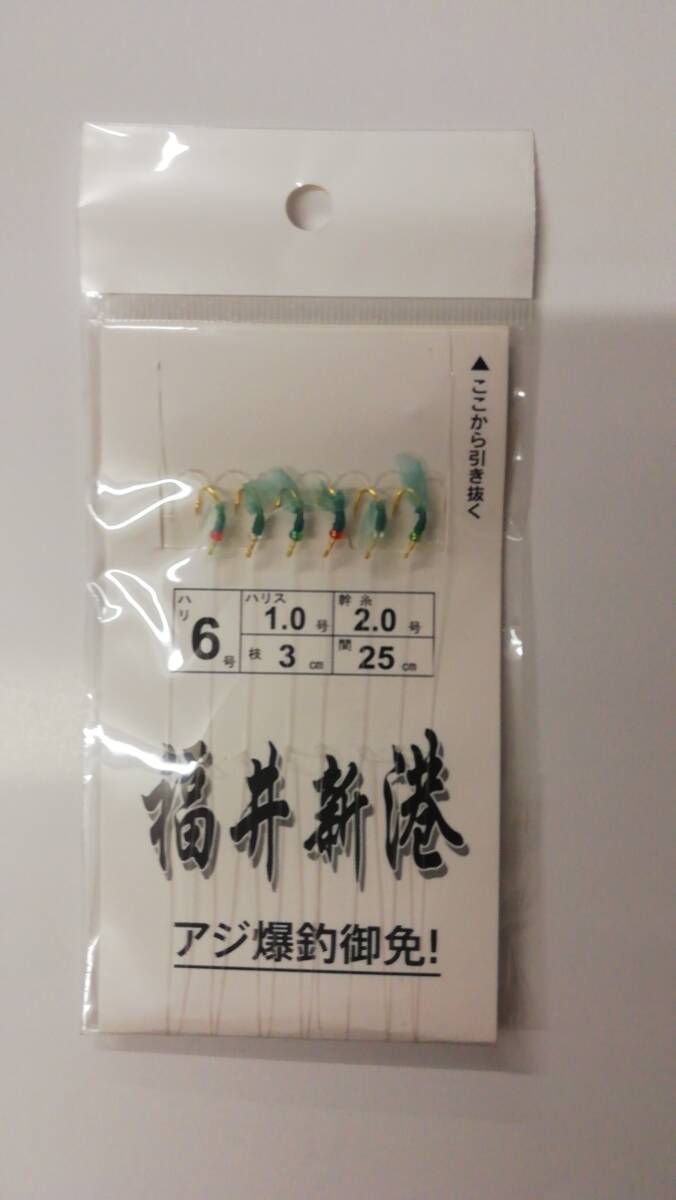 ▲ここから引き抜く
ハリ 6号
ハリス 1.0号
幹糸 2.0号
枝 3㎝
間 25㎝
福井新港
アジ爆釣御免!